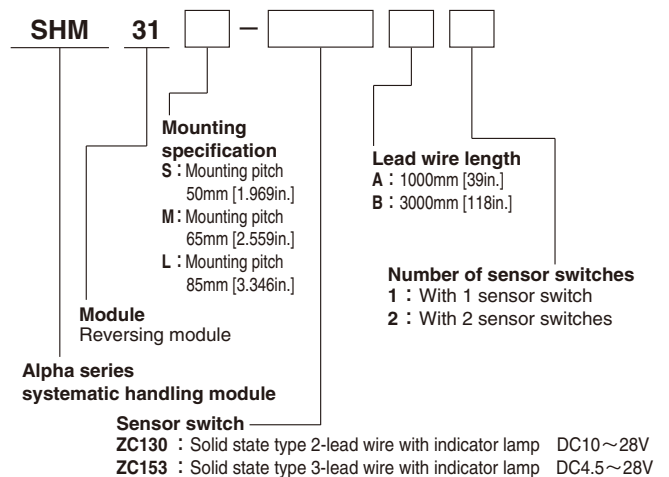 SHM 31 –
Mounting
specification
S : Mounting pitch
50mm [1.969in.]
M : Mounting pitch
65mm [2.559in.]
L : Mounting pitch
85mm [3.346in.]
Lead wire length
A : 1000mm [39in.]
B : 3000mm [118in.]
Number of sensor switches
1 : With 1 sensor switch
2 : With 2 sensor switches
Module
Reversing module
Alpha series
systematic handling module
Sensor switch
ZC130 : Solid state type 2-lead wire with indicator lamp DC10～28V
ZC153 : Solid state type 3-lead wire with indicator lamp DC4.5～28V